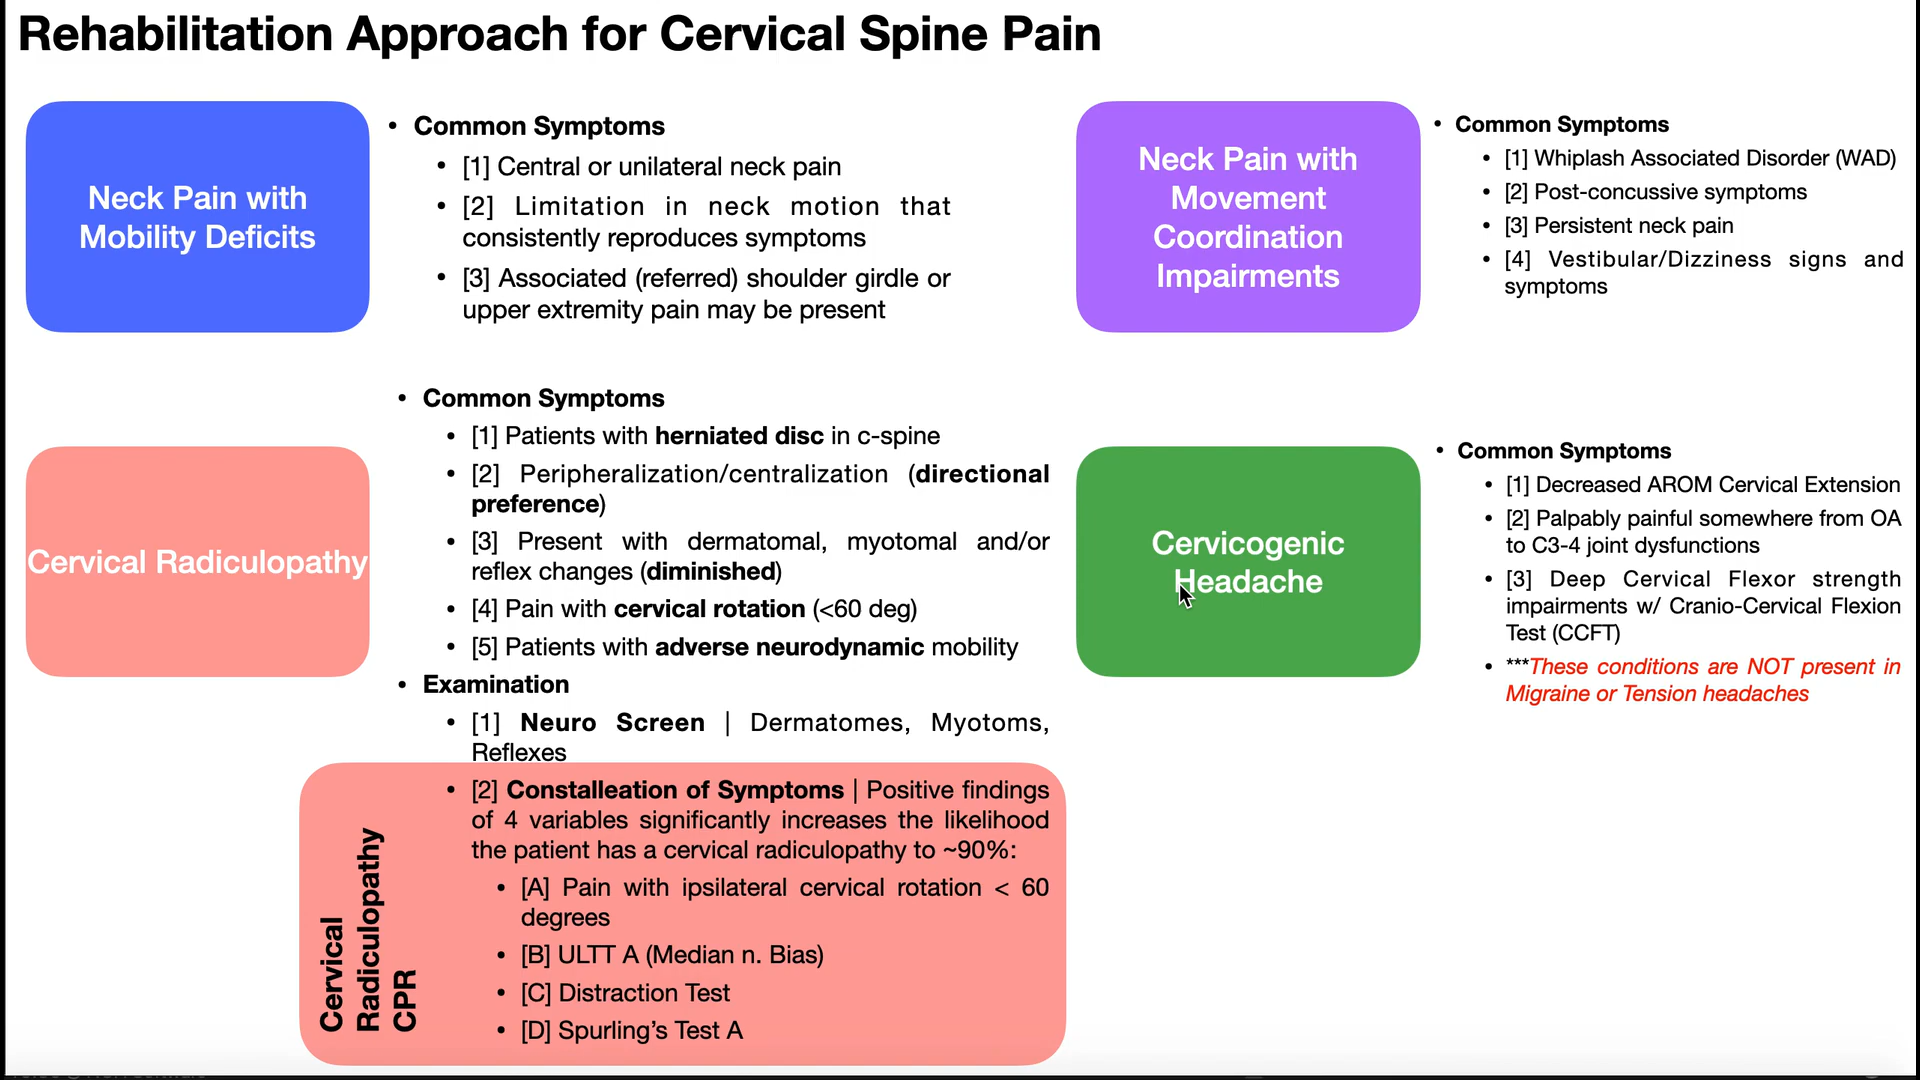 Rehabilitation Approach for Cervical Spine Pain
Neck Pain with
Mobility Deficits
• Common Symptoms
• [1] Central or unilateral neck pain
• [2] Limitation in neck motion that
consistently reproduces symptoms
• [3] Associated (referred) shoulder girdle or
upper extremity pain may be present
Neck Pain with
Movement
Coordination
Impairments
• Common Symptoms
• [1] Whiplash Associated Disorder (WAD)
• [2] Post-concussive symptoms
• [3] Persistent neck pain
• [4] Vestibular/Dizziness signs and
symptoms
Cervical Radiculopathy
• Common Symptoms
• [1] Patients with herniated disc in c-spine
• [2] Peripheralization/centralization (directional
preference)
• [3] Present with dermatomal, myotomal and/or
reflex changes (diminished)
• [4] Pain with cervical rotation (<60 deg)
• [5] Patients with adverse neurodynamic mobility
• Examination
• [1] Neuro Screen | Dermatomes, Myotoms,
Reflexes
Cervical
Radiculopathy
CPR
• [2] Constalleation of Symptoms | Positive findings
of 4 variables significantly increases the likelihood
the patient has a cervical radiculopathy to ~90%:
• [A] Pain with ipsilateral cervical rotation < 60
degrees
• [B] ULTT A (Median n. Bias)
• [C] Distraction Test
• [D] Spurling’s Test A
Cervicogenic
Headache
• Common Symptoms
• [1] Decreased AROM Cervical Extension
• [2] Palpably painful somewhere from OA
to C3-4 joint dysfunctions
• [3] Deep Cervical Flexor strength
impairments w/ Cranio-Cervical Flexion
Test (CCFT)
• ***These conditions are NOT present in
Migraine or Tension headaches